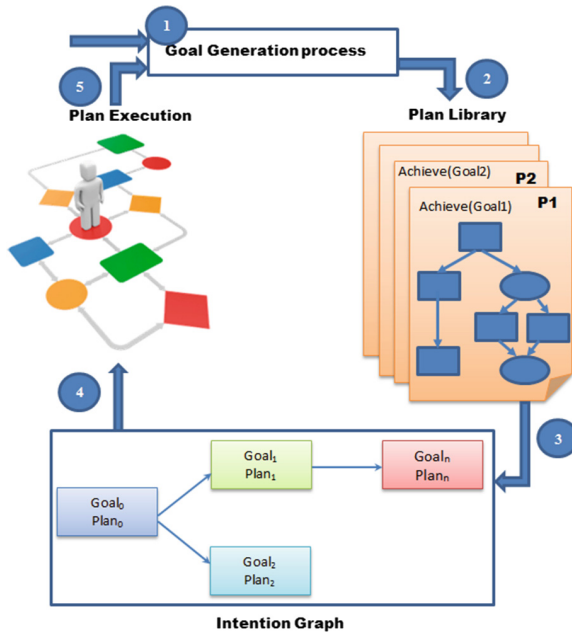 1
Goal Generation process
5
2
Plan Execution
Plan Library
Achieve(Goal2)
P2
Achieve(Goal1)
P1
4
3
Goal₁
Plan₁
Goalₙ
Planₙ
Goal₀
Plan₀
Goal₂
Plan₂
Intention Graph